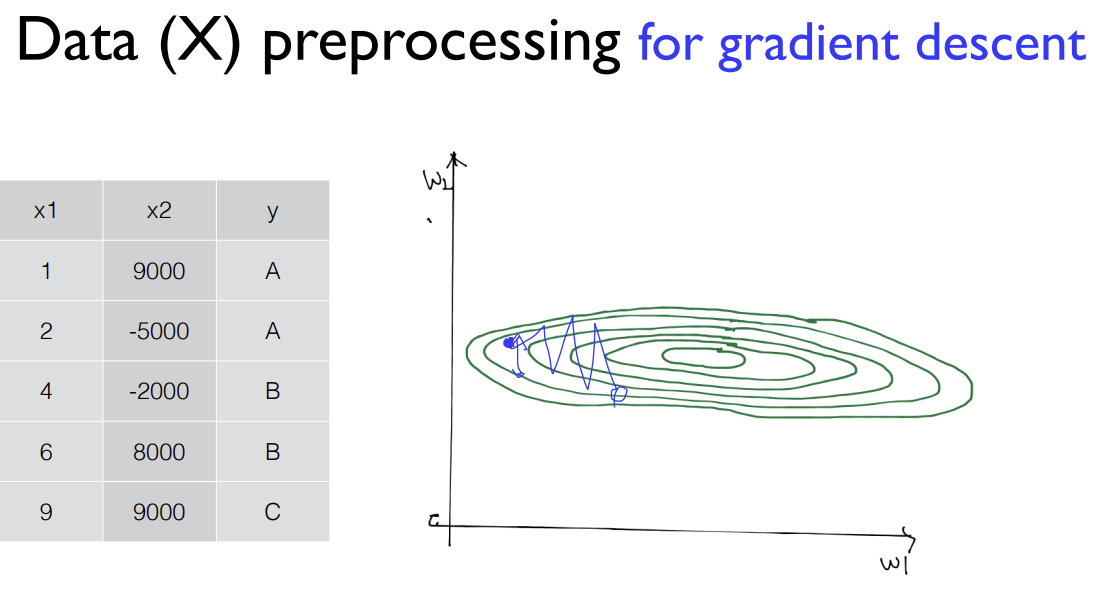 Data (X) preprocessing for gradient descent
x1 x2 y
1 9000 A
2 -5000 A
4 -2000 B
6 8000 B
9 9000 C
w2
w1